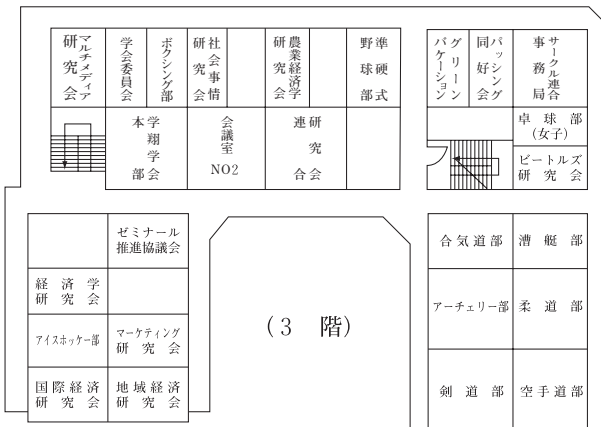 マルチメディア
研究会
学会委員会
ボクシング部
社会事情
研究会
農業経済学
研究会
準硬式
野球部
グリーン
バケーション
パッシング
同好会
サークル連合
事務局
学翔学会
本部
会議室
NO2
研究会
連合
卓球部
(女子)
ビートルズ
研究会
ゼミナール
推進協議会
経済学
研究会
アイスホッケー部
マーケティング
研究会
国際経済
研究会
地域経済
研究会
(3 階)
合気道部
漕艇部
アーチェリー部
柔道部
剣道部
空手道部